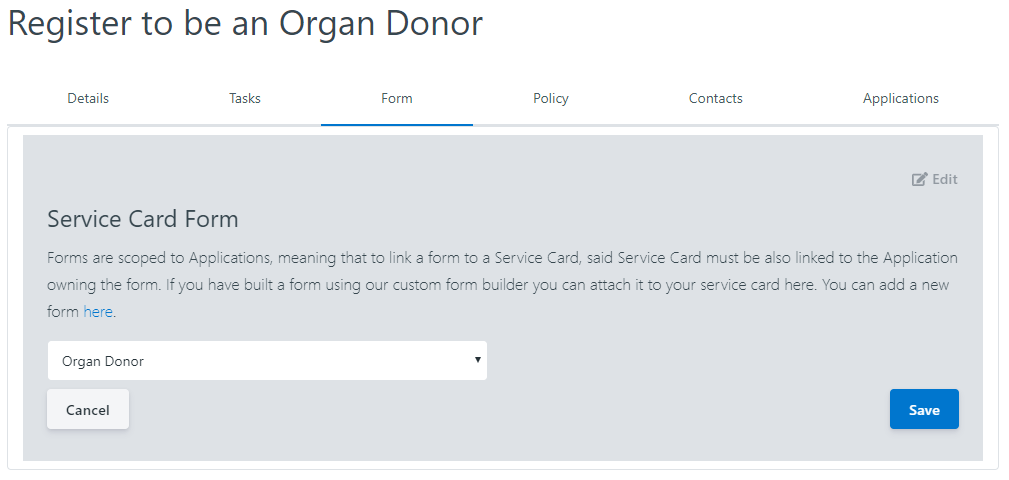 Register to be an Organ Donor
Details Tasks Form Policy Contacts Applications
Edit
Service Card Form
Forms are scoped to Applications, meaning that to link a form to a Service Card, said Service Card must be also linked to the Application
owning the form. If you have built a form using our custom form builder you can attach it to your service card here. You can add a new
form here.
Organ Donor
Cancel Save